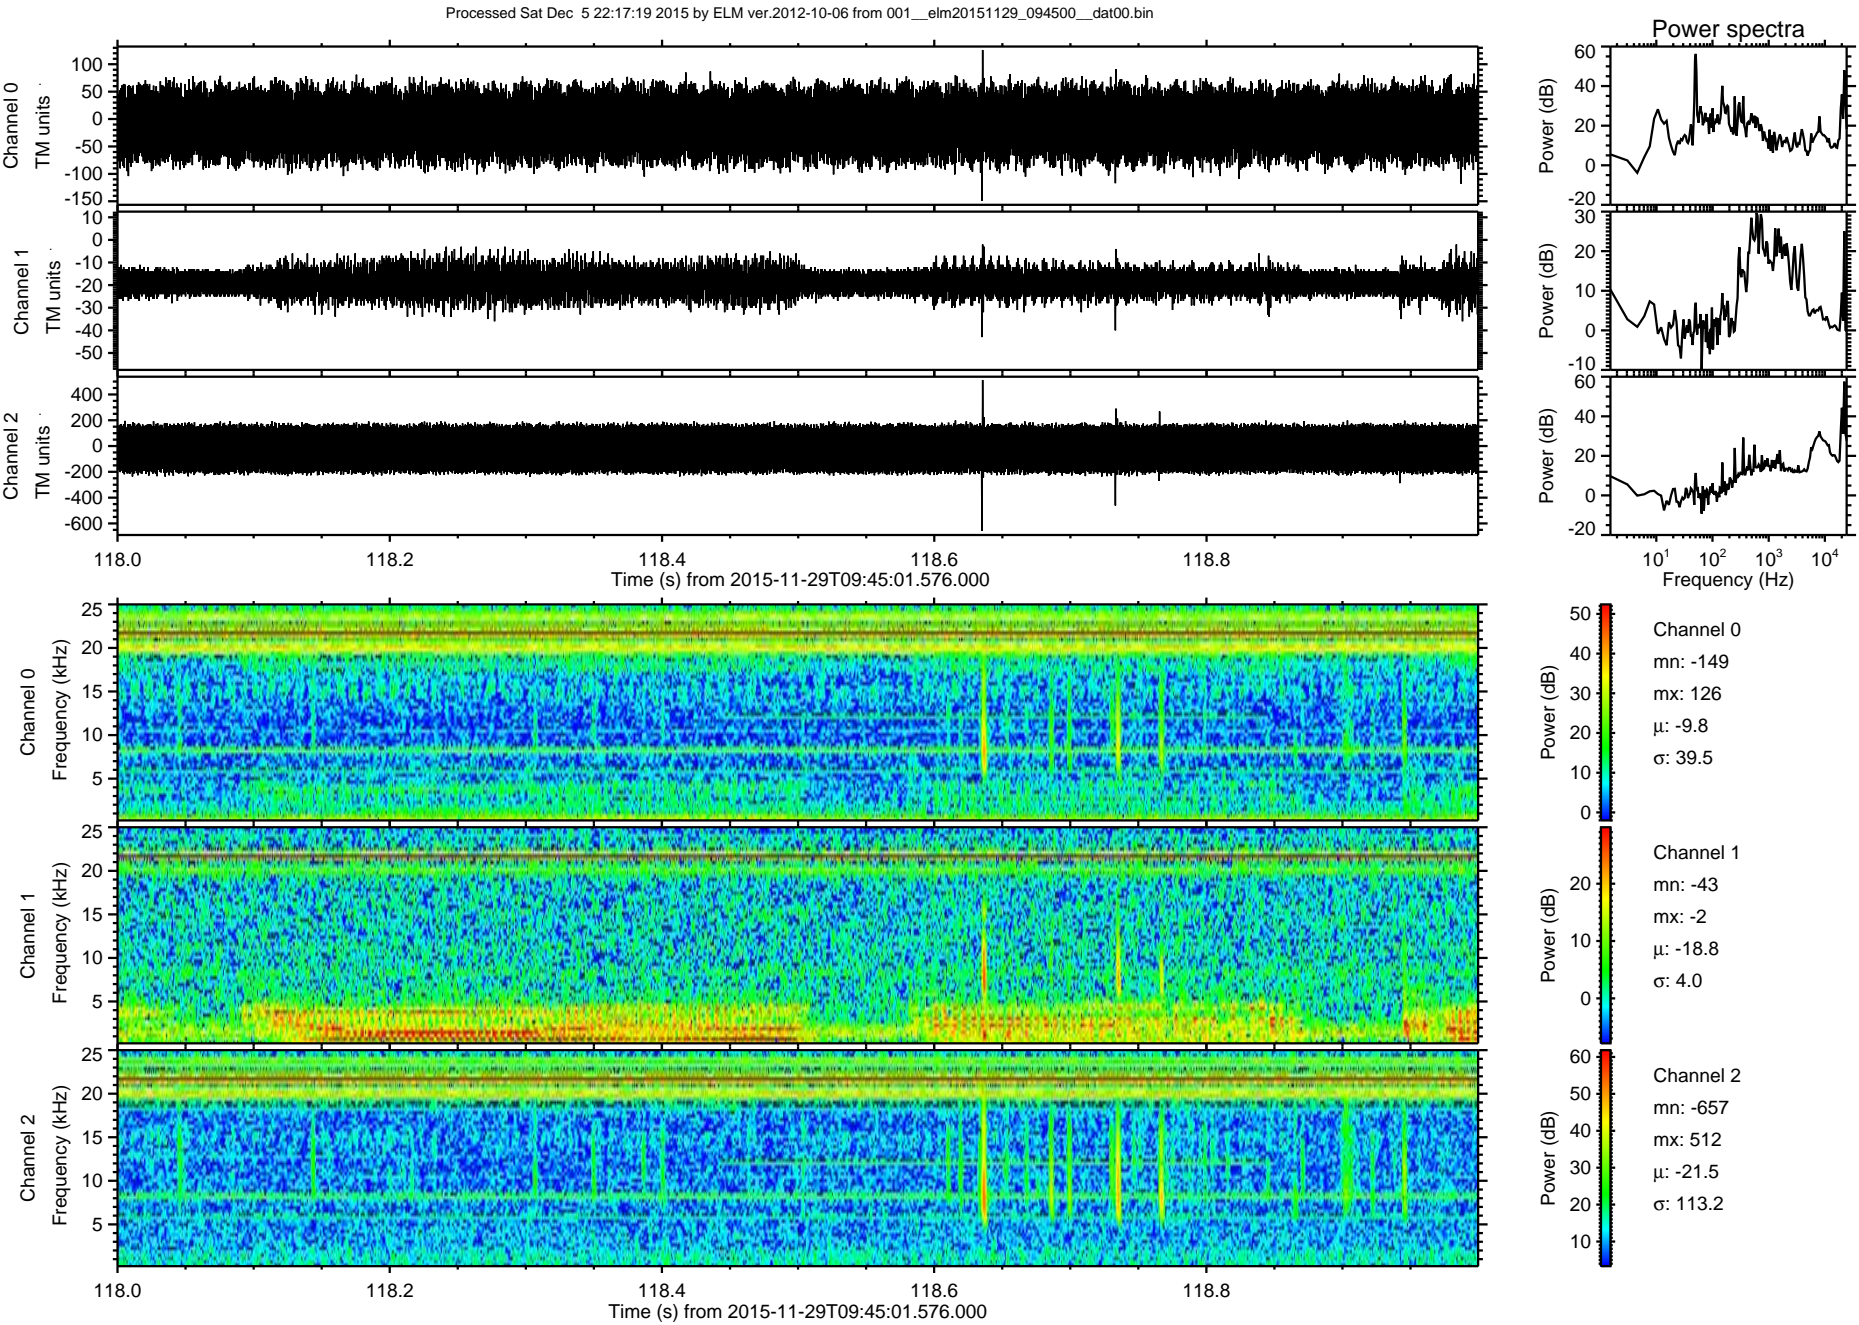 Processed Sat Dec  5 22:17:19 2015 by ELM ver.2012-10-06 from 001__elm20151129_094500__dat00.bin
Power spectra
Channel 0
TM units
100
50
0
-50
-100
-150
Power (dB)
60
40
20
0
-20
Channel 1
TM units
10
0
-10
-20
-30
-40
-50
Power (dB)
30
20
10
0
-10
Channel 2
TM units
400
200
0
-200
-400
-600
Power (dB)
60
40
20
0
-20
118.0 118.2 118.4 118.6 118.8
Time (s) from 2015-11-29T09:45:01.576.000
10^1 10^2 10^3 10^4
Frequency (Hz)
Channel 0
Frequency (kHz)
25
20
15
10
5
Power (dB)
50
40
30
20
10
0
Channel 0
mn: -149
mx: 126
μ: -9.8
σ: 39.5
Channel 1
Frequency (kHz)
25
20
15
10
5
Power (dB)
20
10
0
Channel 1
mn: -43
mx: -2
μ: -18.8
σ: 4.0
Channel 2
Frequency (kHz)
25
20
15
10
5
Power (dB)
60
50
40
30
20
10
Channel 2
mn: -657
mx: 512
μ: -21.5
σ: 113.2
118.0 118.2 118.4 118.6 118.8
Time (s) from 2015-11-29T09:45:01.576.000